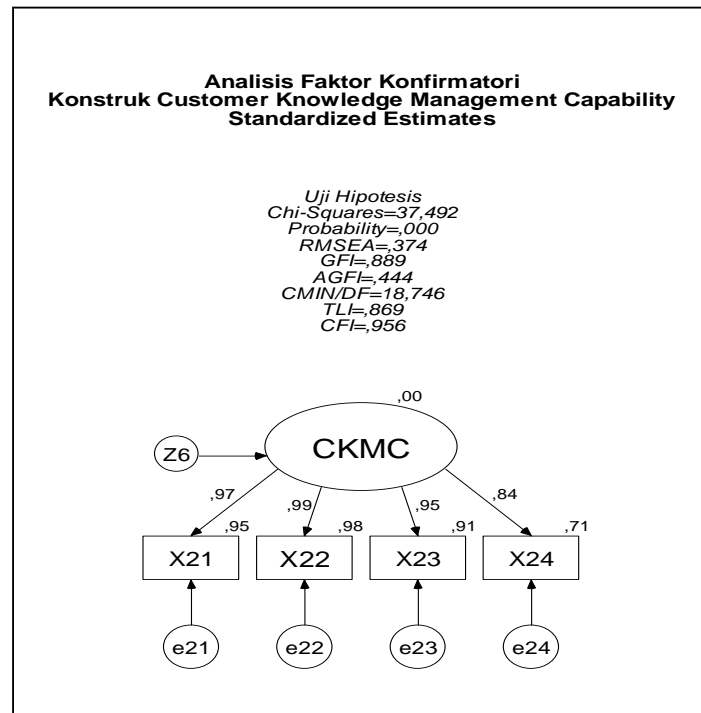 Analisis Faktor Konfirmatori
Konstruk Customer Knowledge Management Capability
Standardized Estimates
Uji Hipotesis
Chi-Squares=37,492
Probability=,000
RMSEA=,374
GFI=,889
AGFI=,444
CMIN/DF=18,746
TLI=,869
CFI=,956
,00
Z6 CKMC
,97 ,99 ,95 ,84
,95 ,98 ,91 ,71
X21 X22 X23 X24
e21 e22 e23 e24